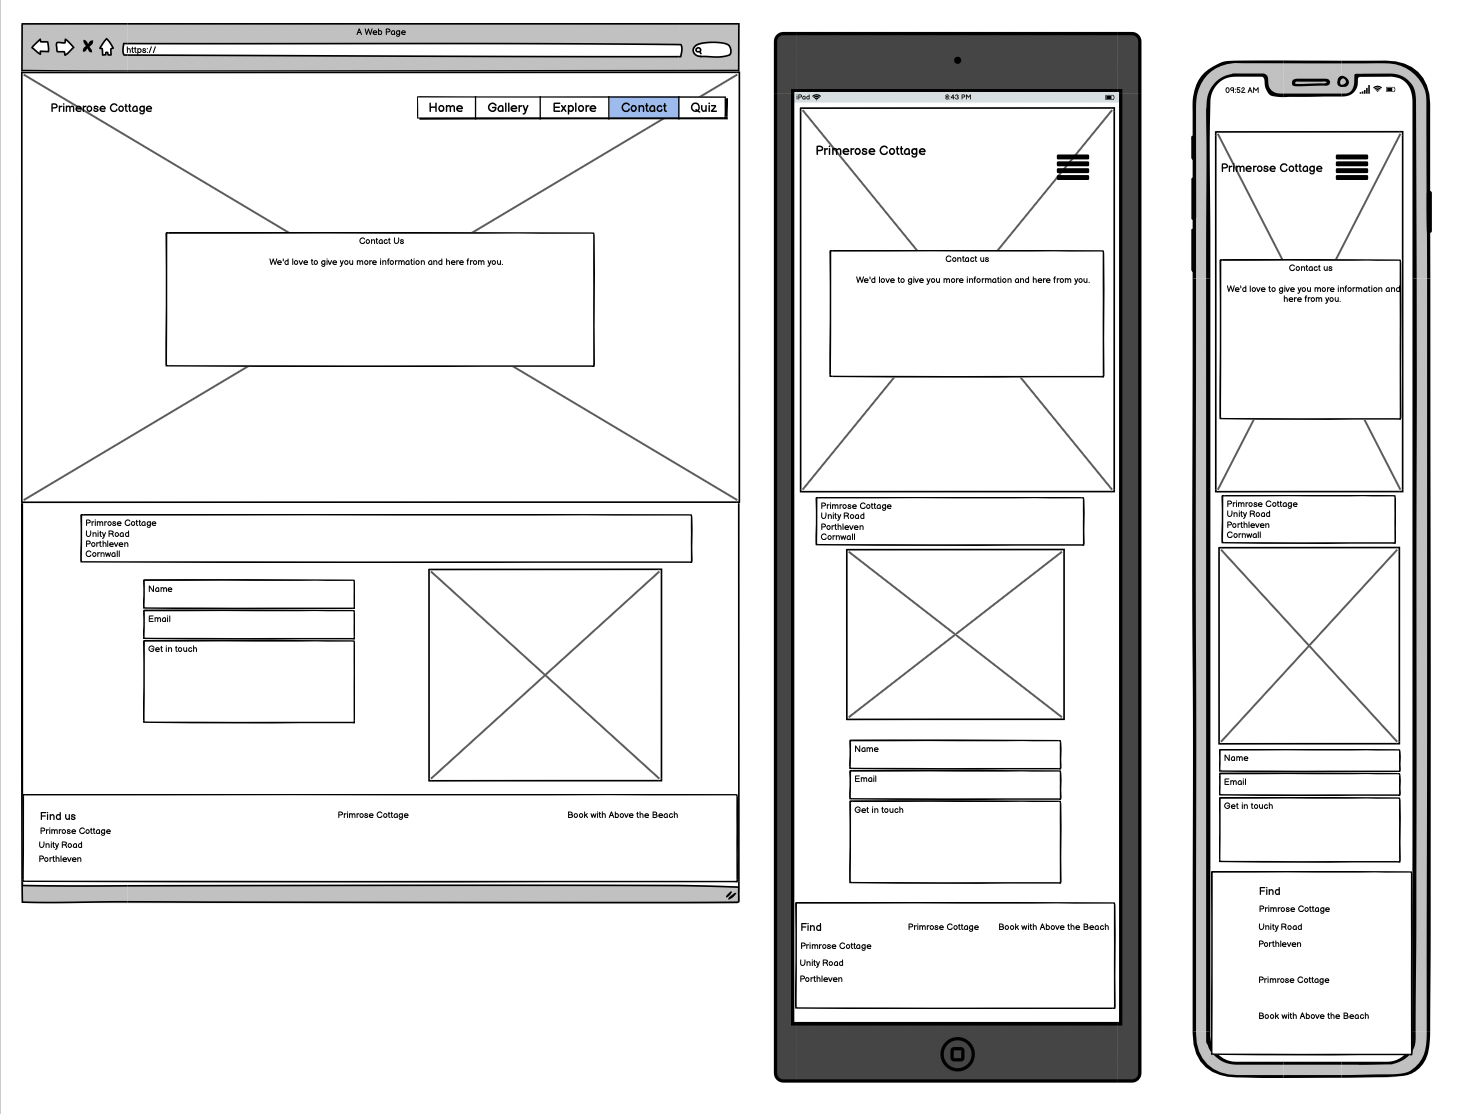 A Web Page
https://
Primerose Cottage
Home Gallery Explore Contact Quiz
Contact Us
We'd love to give you more information and here from you.
Primrose Cottage
Unity Road
Porthleven
Cornwall
Name
Email
Get in touch
Find us
Primrose Cottage
Unity Road
Porthleven
Primrose Cottage
Book with Above the Beach
iPad 8:43 PM
Primerose Cottage
Contact us
We'd love to give you more information and here from you.
Primrose Cottage
Unity Road
Porthleven
Cornwall
Name
Email
Get in touch
Find
Primrose Cottage
Unity Road
Porthleven
Primrose Cottage
Book with Above the Beach
09:52 AM
Primerose Cottage
Contact us
We'd love to give you more information and
here from you.
Primrose Cottage
Unity Road
Porthleven
Cornwall
Name
Email
Get in touch
Find
Primrose Cottage
Unity Road
Porthleven
Primrose Cottage
Book with Above the Beach